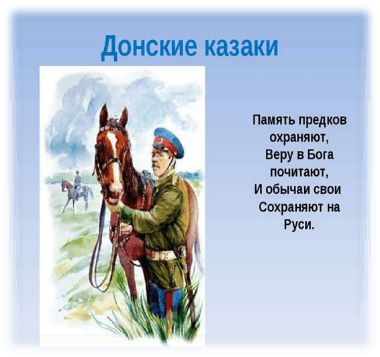 Донские казаки
Память предков
охраняют,
Веру в Бога
почитают,
И обычаи свои
Сохраняют на
Руси.